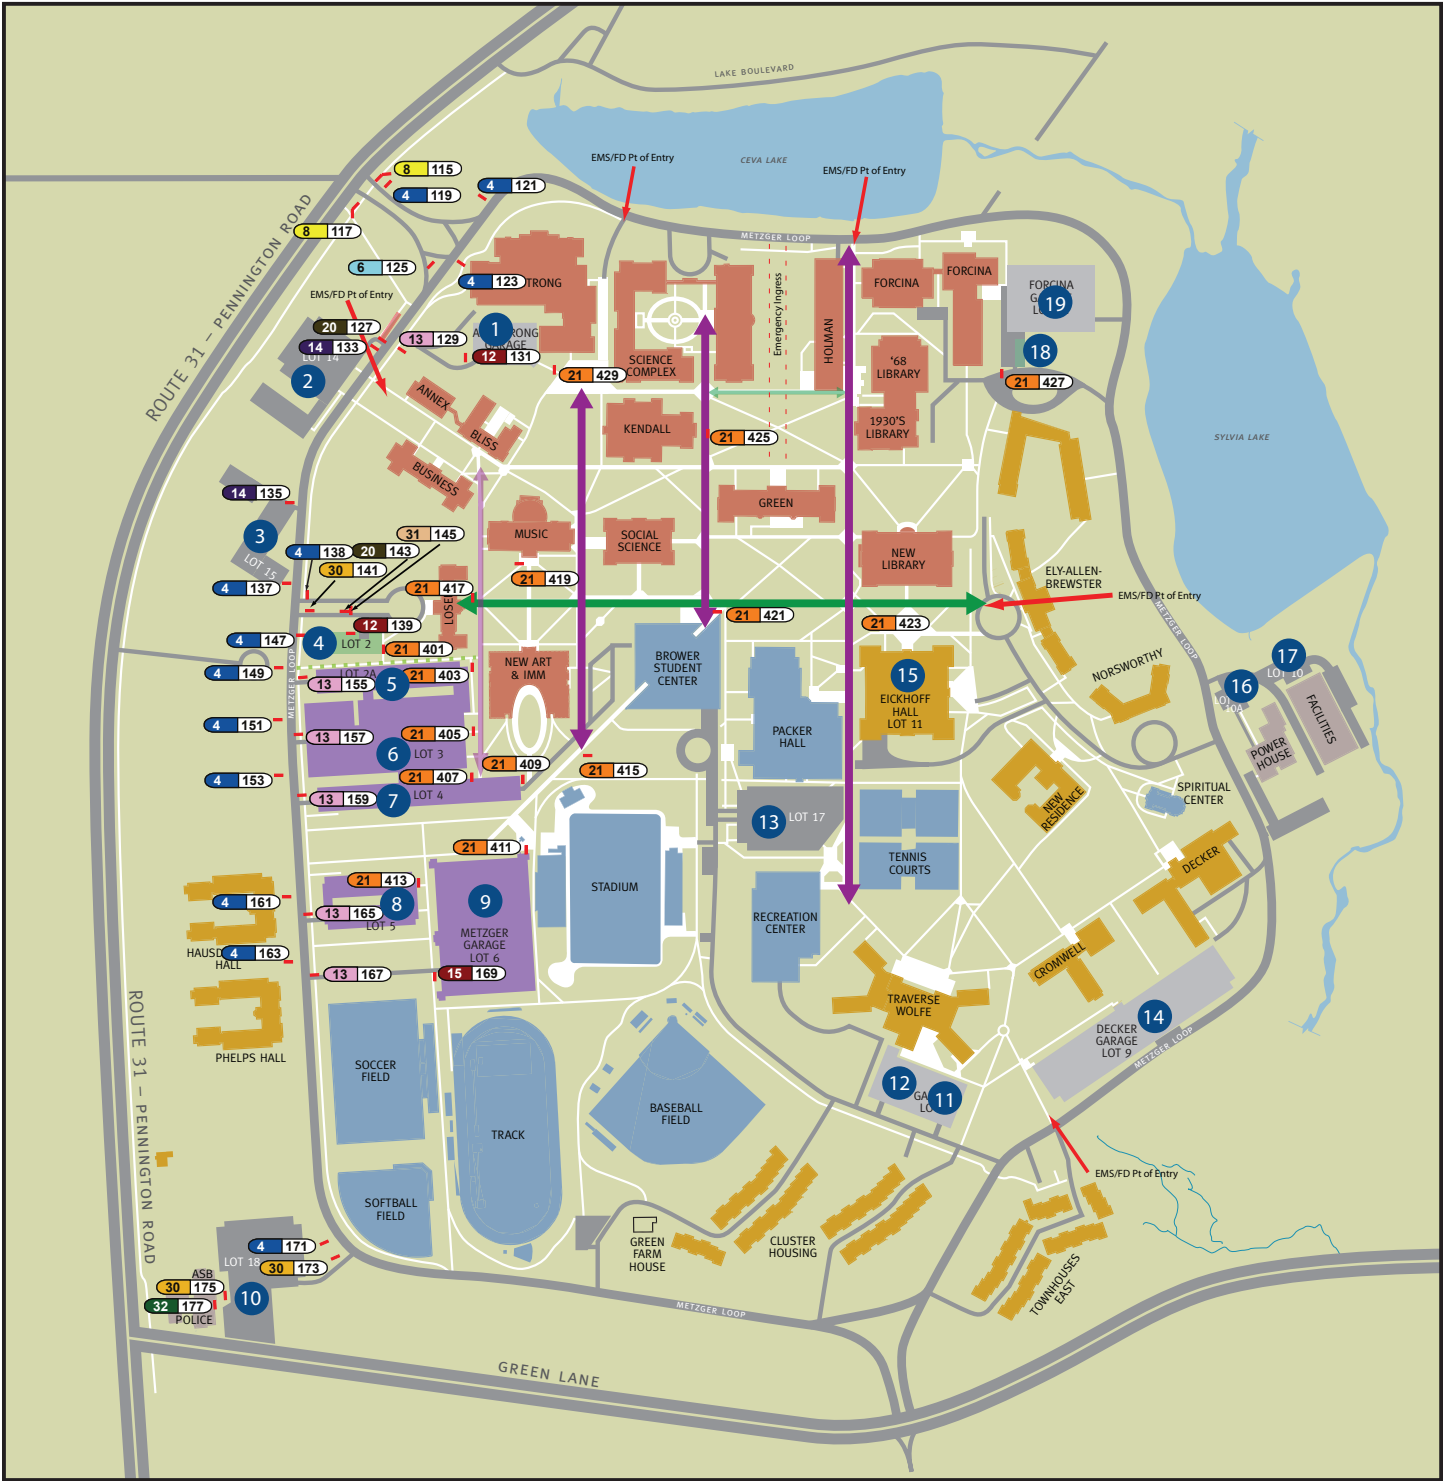 LAKE BOULEVARD
CEVA LAKE
EMS/FD Pt of Entry
EMS/FD Pt of Entry
8 115
4 119
4 121
8 117
ROUTE 31 – PENNINGTON ROAD
METZGER LOOP
6 125
4 123
TRONG
EMS/FD Pt of Entry
20 127
14 133
LOT 14
2
13 129
1
12 131
21 429
SCIENCE
COMPLEX
Emergency Ingress
HOLMAN
FORCINA
FORCINA
19
18
21 427
'68
LIBRARY
1930'S
LIBRARY
ANNEX
BLISS
BUSINESS
KENDALL
21 425
SYLVIA LAKE
14 135
3
LOT 15
GREEN
MUSIC
SOCIAL
SCIENCE
NEW
LIBRARY
31 145
4 138
20 143
30 141
21 419
4 137
21 417
LOSE
12 139
21 421
21 423
ELY-ALLEN-
BREWSTER
EMS/FD Pt of Entry
METZGER LOOP
4 147
4
LOT 2
21 401
4 149
LOT 2A
21 403
13 155
5
METZGER LOOP
NEW ART
& IMM
BROWER
STUDENT
CENTER
15
EICKHOFF
HALL
LOT 11
NORSWORTHY
17
LOT 10
16
10A
FACILITIES
POWER
HOUSE
4 151
13 157
21 405
6
LOT 3
PACKER
HALL
21 409
21 407
21 415
4 153
13 159
7
LOT 4
NEW
RESIDENCE
SPIRITUAL
CENTER
13
LOT 17
TENNIS
COURTS
DECKER
21 411
21 413
STADIUM
4 161
13 165
8
LOT 5
9
METZGER
GARAGE
LOT 6
RECREATION
CENTER
4 163
HALL
13 167
15 169
CROMWELL
TRAVERSE
WOLFE
PHELPS HALL
ROUTE 31 – PENNINGTON ROAD
SOCCER
FIELD
14
DECKER
GARAGE
LOT 9
METZGER LOOP
12
11
TRACK
BASEBALL
FIELD
EMS/FD Pt of Entry
SOFTBALL
FIELD
GREEN
FARM
HOUSE
CLUSTER
HOUSING
TOWNHOUSES
EAST
4 171
LOT 18
30 173
ASB
30 175
32 177
POLICE
10
METZGER LOOP
GREEN LANE